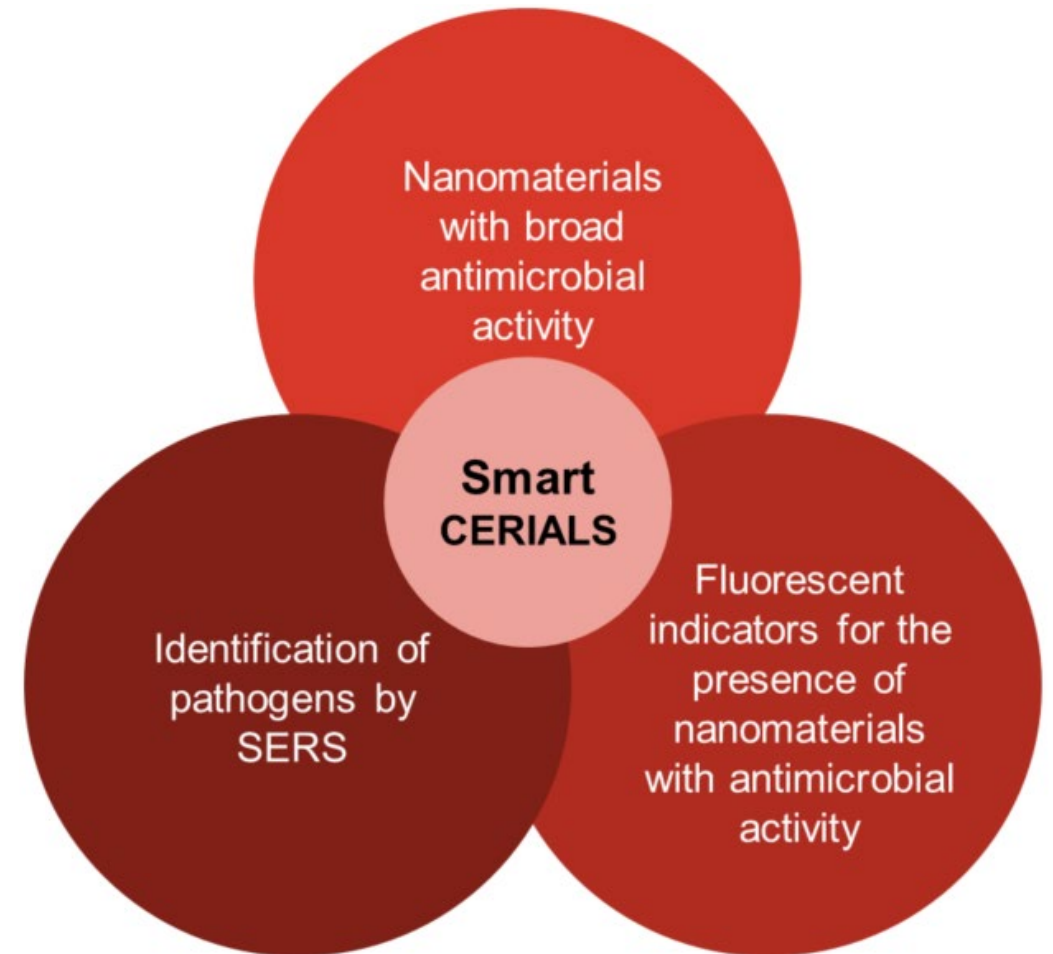 Nanomaterials
with broad
antimicrobial
activity
Smart
CERIALS
Identification of
pathogens by
SERS
Fluorescent
indicators for the
presence of
nanomaterials
with antimicrobial
activity